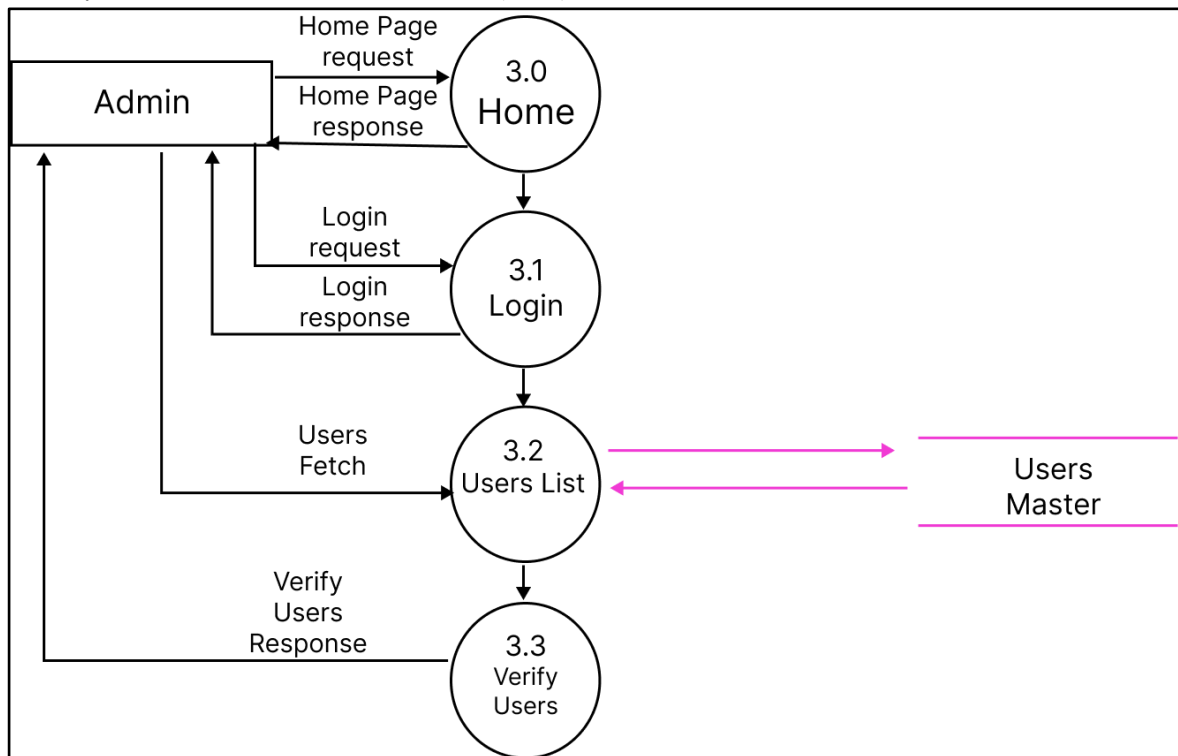 Home Page
request
Admin
3.0
Home
Home Page
response
Login
request
3.1
Login
Login
response
Users
Fetch
3.2
Users List
Users
Master
Verify
Users
Response
3.3
Verify
Users